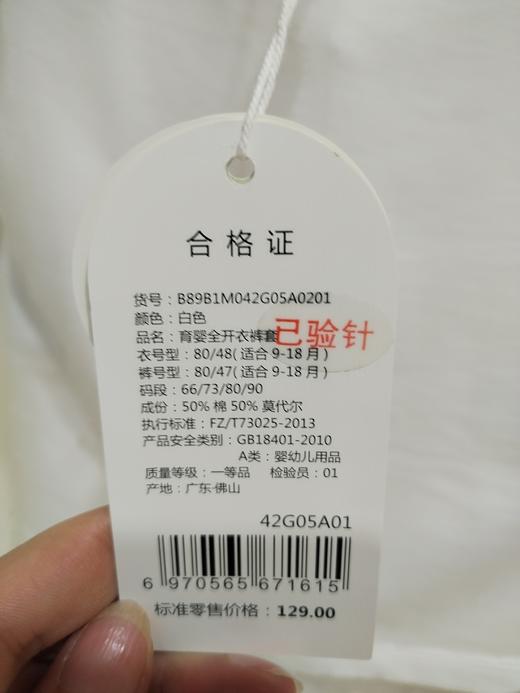 合格证
货号：B89B1M042G05A0201
颜色：白色
品名：育婴全开衣裤套
已验针
衣号型：80/48(适合9-18月)
裤号型：80/47(适合9-18月)
码段：66/73/80/90
成份：50% 棉 50% 莫代尔
执行标准：FZ/T73025-2013
产品安全类别：GB18401-2010
A类：婴幼儿用品
质量等级：一等品 检验员：01
产地：广东·佛山
42G05A01
6 970565 671615
标准零售价格：129.00